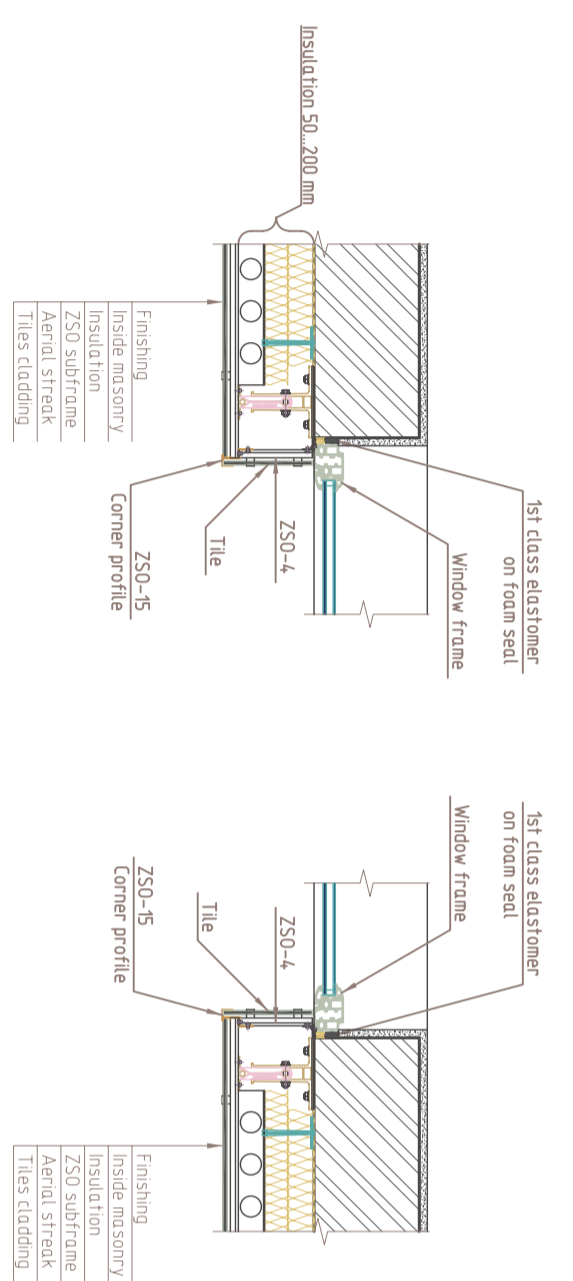 Insulation 50...200 mm
1st class elastomer
on foam seal
Window frame
ZSO-4
Tile
ZSO-15
Corner profile
Finishing
Inside masonry
Insulation
ZSO subframe
Aerial streak
Tiles cladding
1st class elastomer
on foam seal
Window frame
ZSO-4
Tile
ZSO-15
Corner profile
Finishing
Inside masonry
Insulation
ZSO subframe
Aerial streak
Tiles cladding